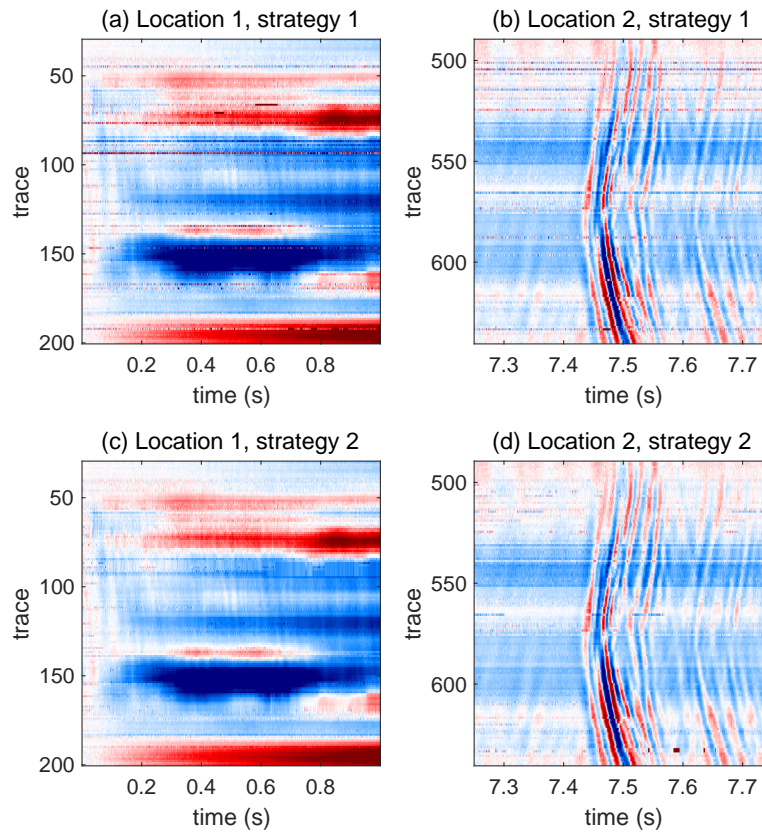 (a) Location 1, strategy 1
50
100
150
200
trace
0.2 0.4 0.6 0.8
time (s)
(b) Location 2, strategy 1
500
550
600
trace
7.3 7.4 7.5 7.6 7.7
time (s)
(c) Location 1, strategy 2
50
100
150
200
trace
0.2 0.4 0.6 0.8
time (s)
(d) Location 2, strategy 2
500
550
600
trace
7.3 7.4 7.5 7.6 7.7
time (s)